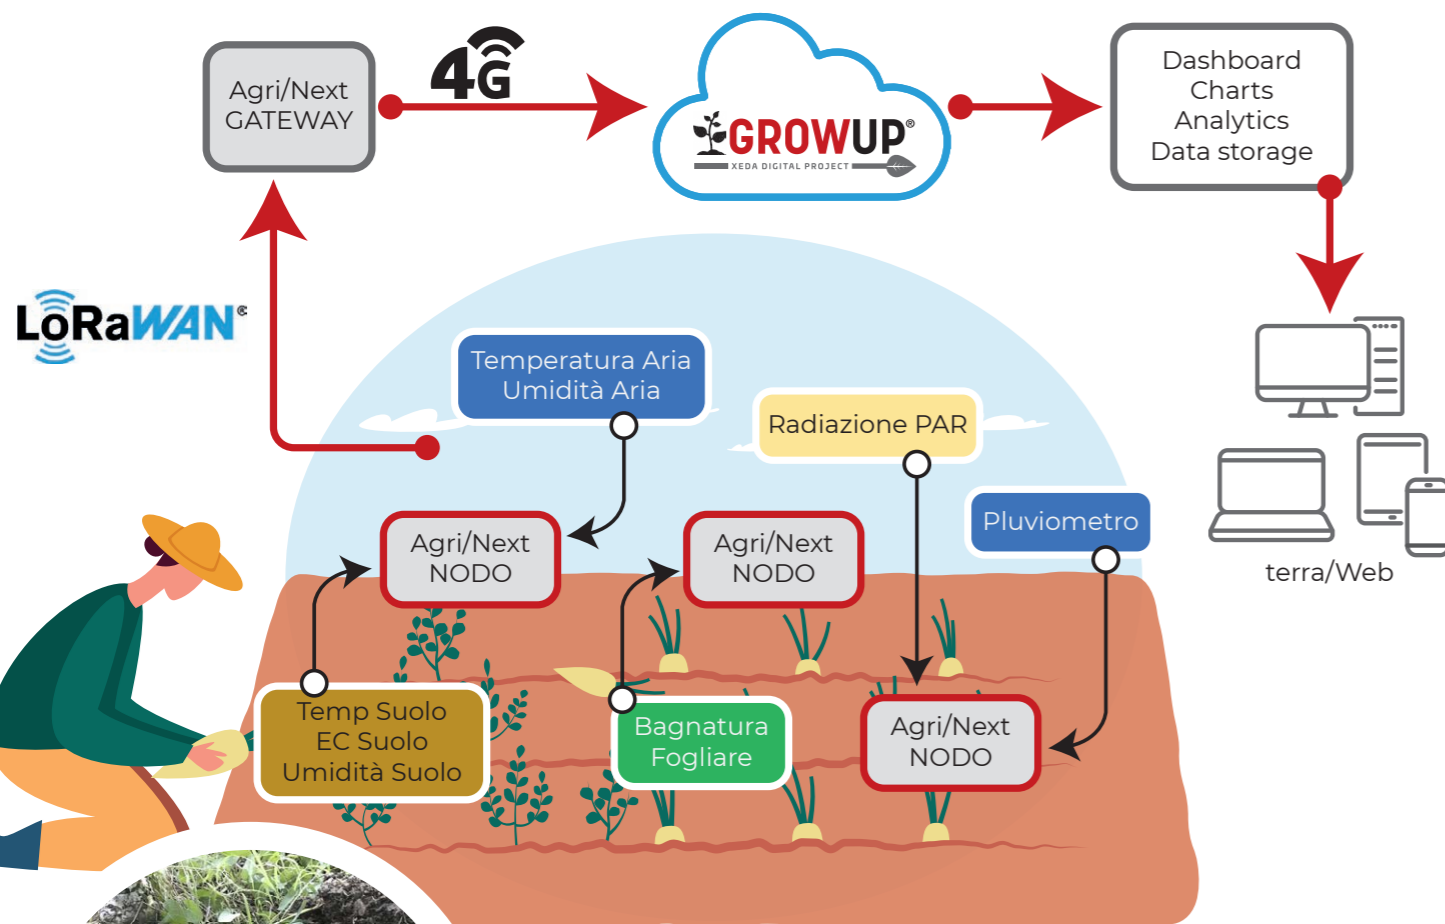 Agri/Next
GATEWAY
4G
GROWUP®
XEDA DIGITAL PROJECT
Dashboard
Charts
Analytics
Data storage
LoRaWAN®
Temperatura Aria
Umidità Aria
Radiazione PAR
Pluviometro
Agri/Next
NODO
Agri/Next
NODO
terra/Web
Temp Suolo
EC Suolo
Umidità Suolo
Bagnatura
Fogliare
Agri/Next
NODO